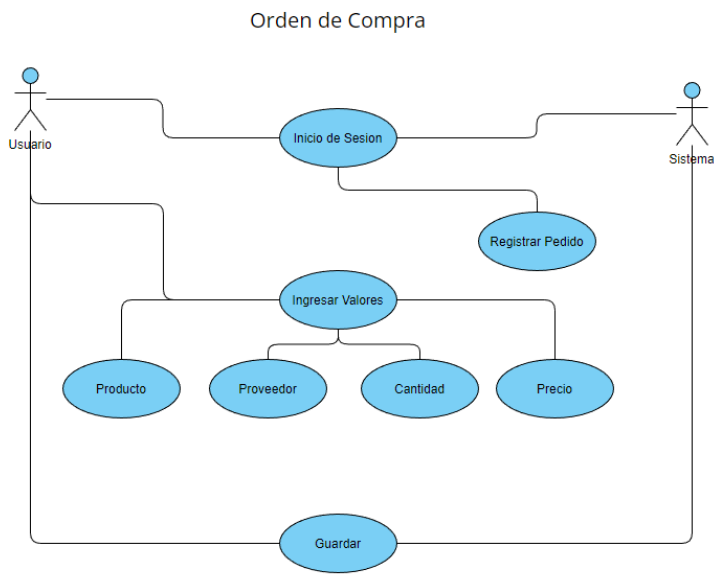 Orden de Compra
Usuario
Inicio de Sesion
Sistema
Registrar Pedido
Ingresar Valores
Producto
Proveedor
Cantidad
Precio
Guardar